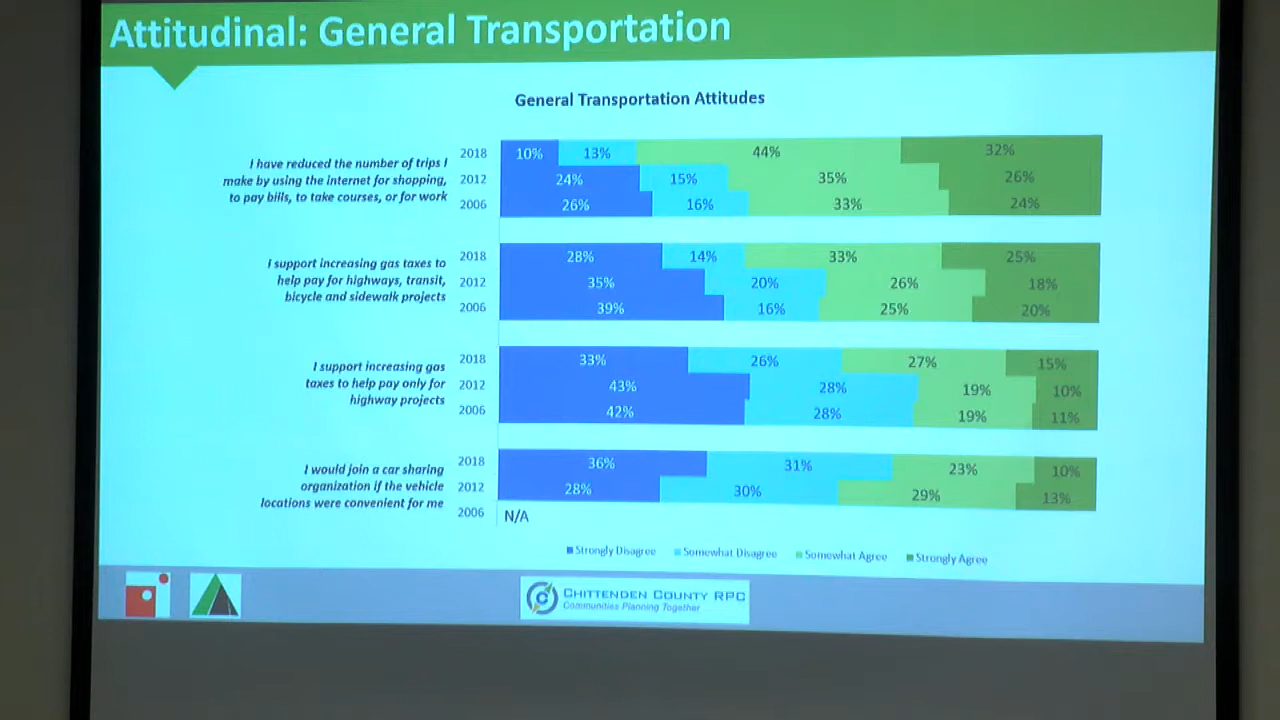 Attitudinal: General Transportation
General Transportation Attitudes
I have reduced the number of trips I
make by using the internet for shopping,
to pay bills, to take courses, or for work
2018 10% 13% 44% 32%
2012 24% 15% 35% 26%
2006 26% 16% 33% 24%
I support increasing gas taxes to
help pay for highways, transit,
bicycle and sidewalk projects
2018 28% 14% 33% 25%
2012 35% 20% 26% 18%
2006 39% 16% 25% 20%
I support increasing gas
taxes to help pay only for
highway projects
2018 33% 26% 27% 15%
2012 43% 28% 19% 10%
2006 42% 28% 19% 11%
I would join a car sharing
organization if the vehicle
locations were convenient for me
2018 36% 31% 23% 10%
2012 28% 30% 29% 13%
2006 N/A
Strongly Disagree Somewhat Disagree Somewhat Agree Strongly Agree
C
CHITTENDEN COUNTY RPC
Communities Planning Together